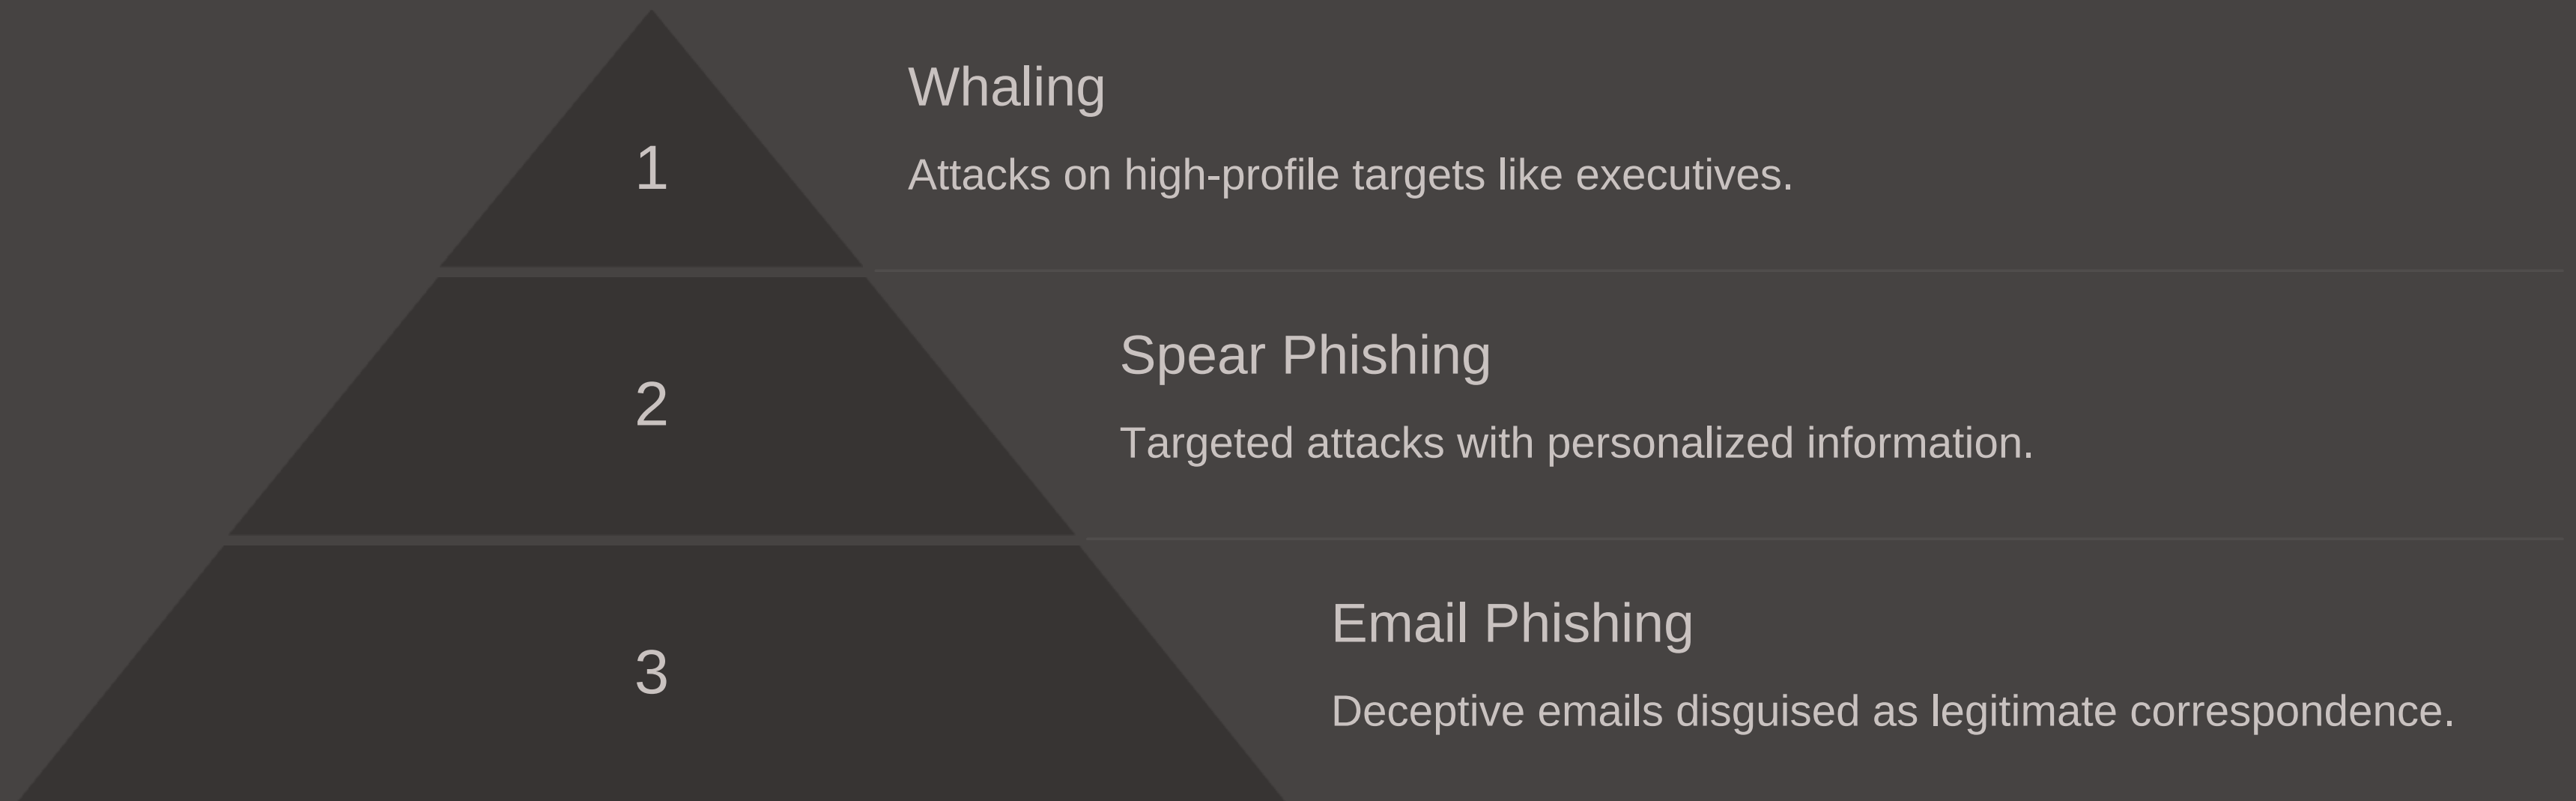 1
Whaling
Attacks on high-profile targets like executives.
2
Spear Phishing
Targeted attacks with personalized information.
3
Email Phishing
Deceptive emails disguised as legitimate correspondence.